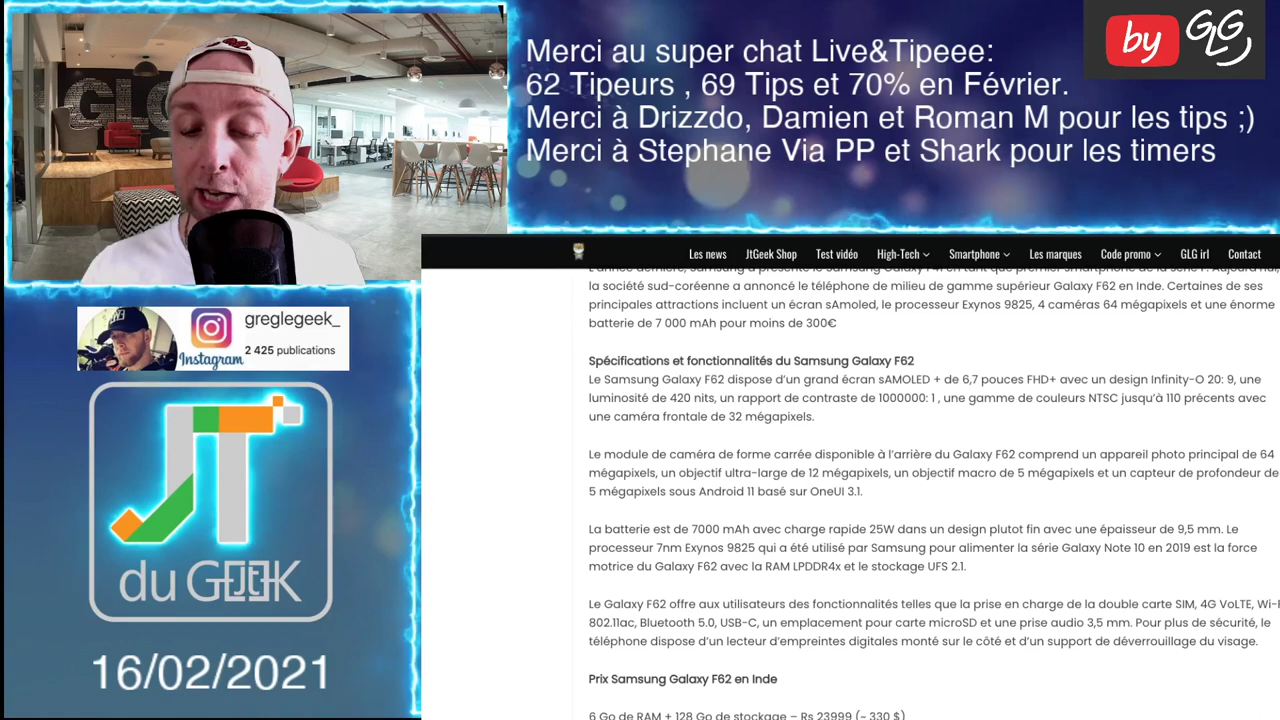 Merci au super chat Live&Tipeee:
62 Tipeurs , 69 Tips et 70% en Février.
Merci à Drizzdo, Damien et Roman M pour les tips ;)
Merci à Stephane Via PP et Shark pour les timers
by GLG
GLG
greglegeek_
2 425 publications
Instagram
JT
du GEEK
16/02/2021
Les news JtGeek Shop Test vidéo High-Tech Smartphone Les marques Code promo GLG irl Contact
la société sud-coréenne a annoncé le téléphone de milieu de gamme supérieur Galaxy F62 en Inde. Certaines de ses
principales attractions incluent un écran sAmoled, le processeur Exynos 9825, 4 caméras 64 mégapixels et une énorme
batterie de 7 000 mAh pour moins de 300€
Spécifications et fonctionnalités du Samsung Galaxy F62
Le Samsung Galaxy F62 dispose d'un grand écran sAMOLED + de 6,7 pouces FHD+ avec un design Infinity-O 20: 9, une
luminosité de 420 nits, un rapport de contraste de 1000000: 1 , une gamme de couleurs NTSC jusqu'à 110 précents avec
une caméra frontale de 32 mégapixels.
Le module de caméra de forme carrée disponible à l'arrière du Galaxy F62 comprend un appareil photo principal de 64
mégapixels, un objectif ultra-large de 12 mégapixels, un objectif macro de 5 mégapixels et un capteur de profondeur de
5 mégapixels sous Android 11 basé sur OneUI 3.1.
La batterie est de 7000 mAh avec charge rapide 25W dans un design plutot fin avec une épaisseur de 9,5 mm. Le
processeur 7nm Exynos 9825 qui a été utilisé par Samsung pour alimenter la série Galaxy Note 10 en 2019 est la force
motrice du Galaxy F62 avec la RAM LPDDR4x et le stockage UFS 2.1.
Le Galaxy F62 offre aux utilisateurs des fonctionnalités telles que la prise en charge de la double carte SIM, 4G VoLTE, Wi-F
802.11ac, Bluetooth 5.0, USB-C, un emplacement pour carte microSD et une prise audio 3,5 mm. Pour plus de sécurité, le
téléphone dispose d'un lecteur d'empreintes digitales monté sur le côté et d'un support de déverrouillage du visage.
Prix Samsung Galaxy F62 en Inde
6 Go de RAM + 128 Go de stockage – Rs 23999 (~ 330 $)